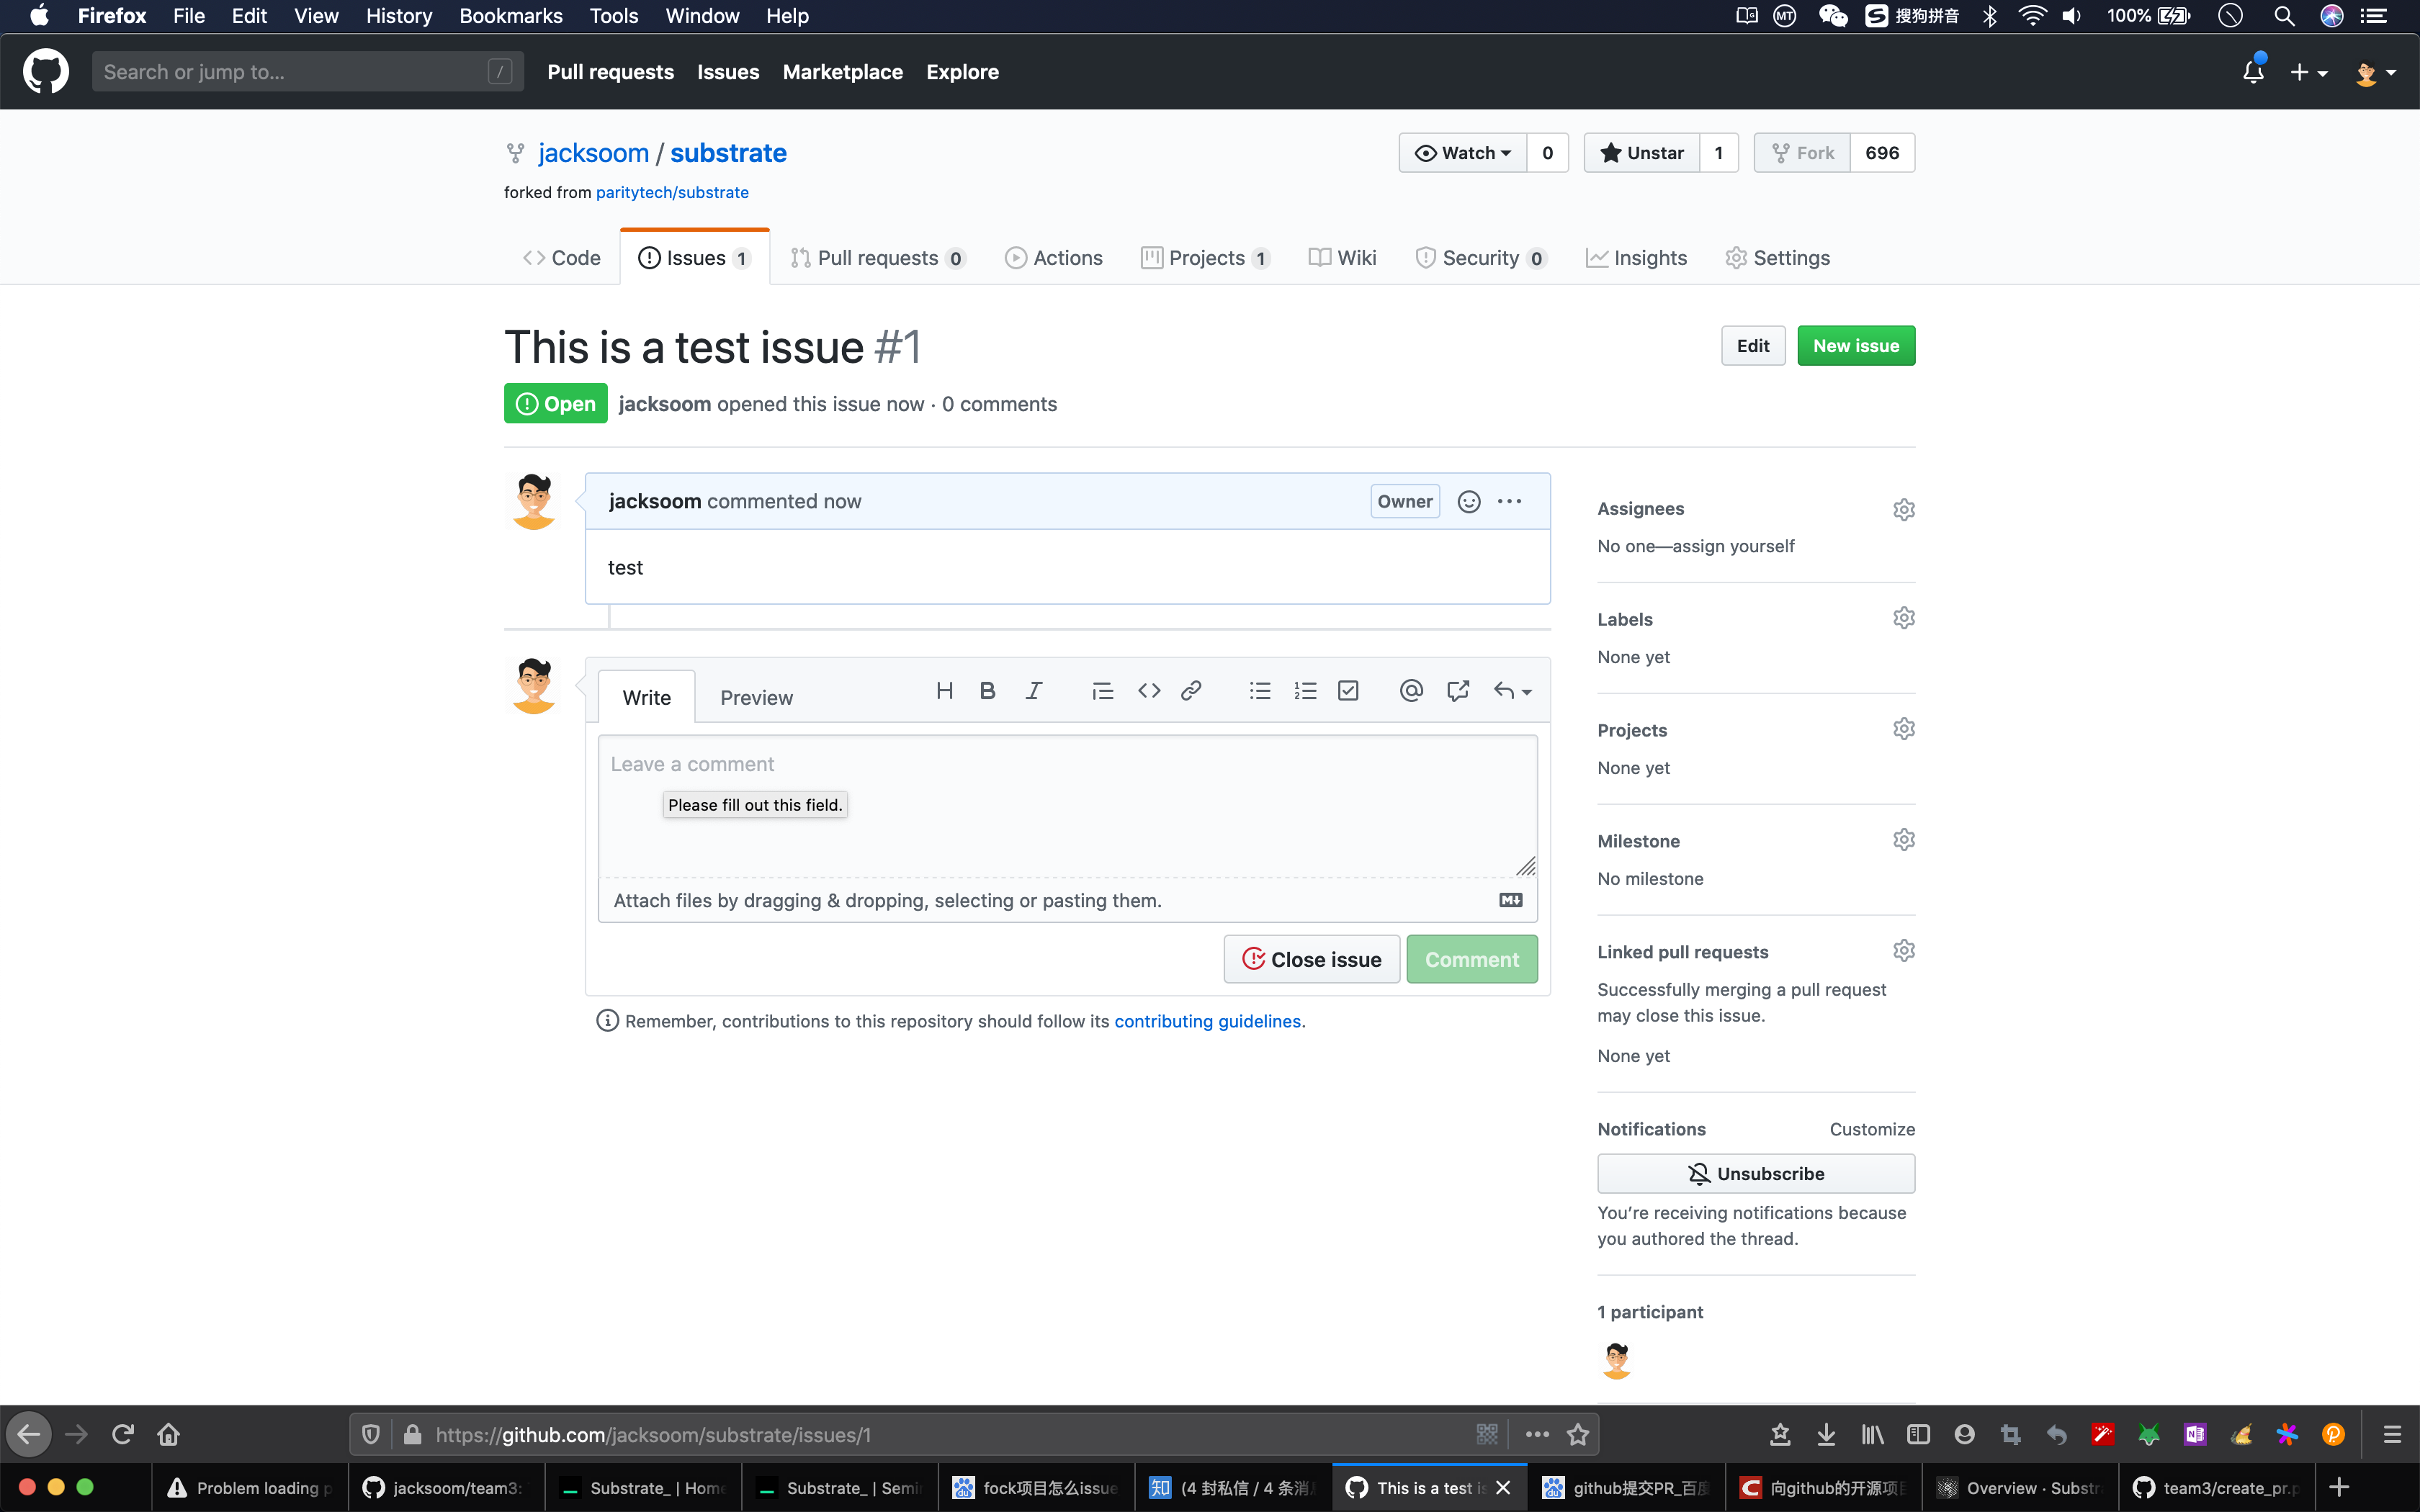 Firefox File Edit View History Bookmarks Tools Window Help
MT 搜狗拼音 100%
Search or jump to... / Pull requests Issues Marketplace Explore
jacksoom / substrate
Watch 0 Unstar 1 Fork 696
forked from paritytech/substrate
Code Issues 1 Pull requests 0 Actions Projects 1 Wiki Security 0 Insights Settings
This is a test issue #1
Edit New issue
Open jacksoom opened this issue now · 0 comments
jacksoom commented now Owner
test
Write Preview
Leave a comment
Please fill out this field.
Attach files by dragging & dropping, selecting or pasting them.
Close issue Comment
Remember, contributions to this repository should follow its contributing guidelines.
Assignees
No one—assign yourself
Labels
None yet
Projects
None yet
Milestone
No milestone
Linked pull requests
Successfully merging a pull request
may close this issue.
None yet
Notifications Customize
Unsubscribe
You’re receiving notifications because
you authored the thread.
1 participant
https://github.com/jacksoom/substrate/issues/1
Problem loading jacksoom/team3: Substrate_ | Home Substrate_ | Semi fock项目怎么issue 知 (4 封私信 / 4 条消 This is a test is github提交PR_百 向github的开源项 Overview · Substr team3/create_pr.p